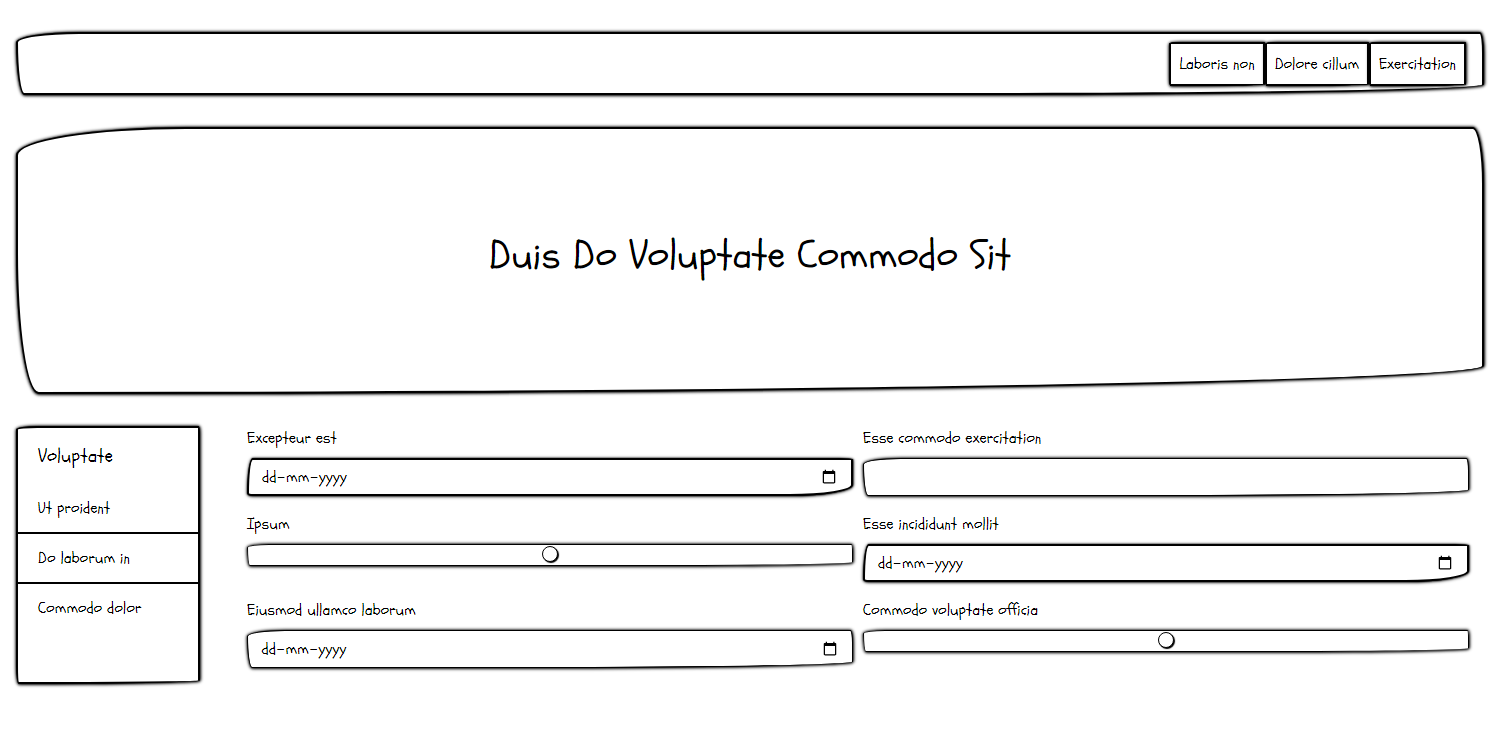 Laboris non Dolore cillum Exercitation
Duis Do Voluptate Commodo Sit
Voluptate
Ut proident
Do laborum in
Commodo dolor
Excepteur est
dd-mm-yyyy
Esse commodo exercitation
Ipsum
Esse incididunt mollit
dd-mm-yyyy
Eiusmod ullamco laborum
dd-mm-yyyy
Commodo voluptate officia